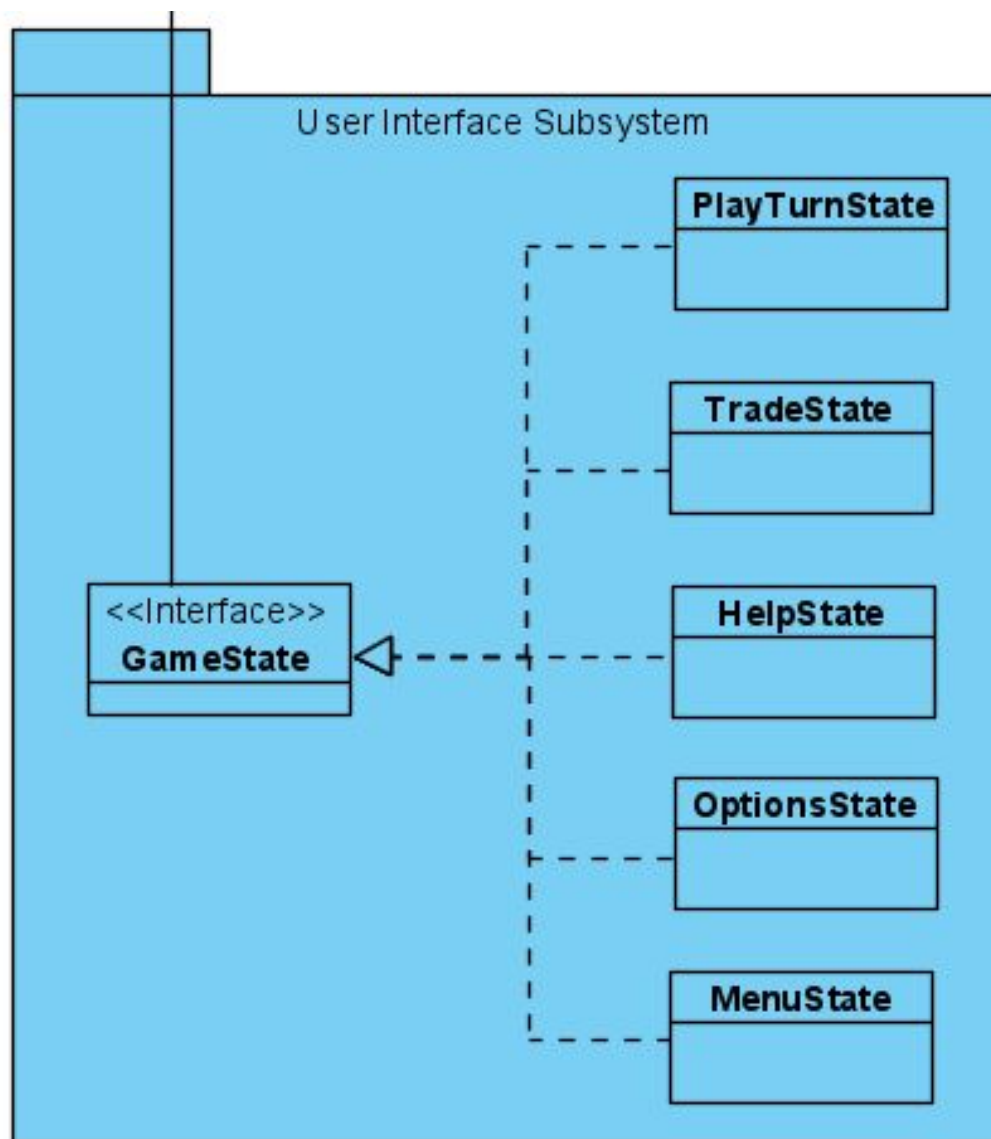 User Interface Subsystem
PlayTurnState
TradeState
<<Interface>>
GameState
HelpState
OptionsState
MenuState